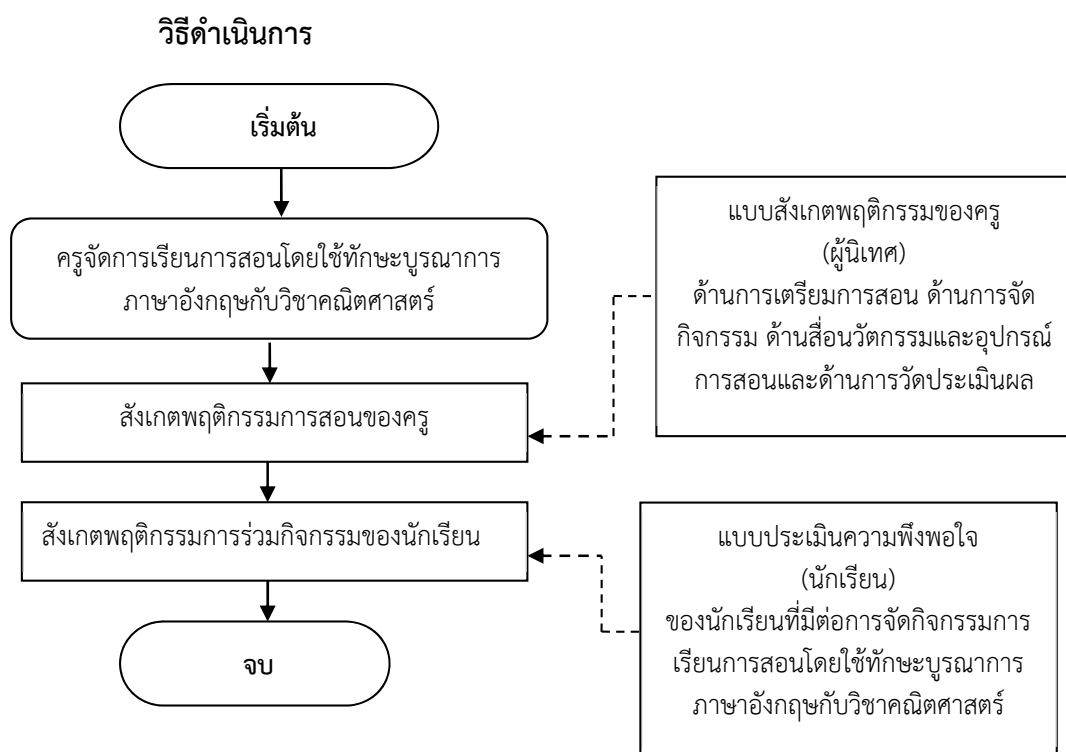 วิธีดำเนินการ
เริ่มต้น
ครูจัดการเรียนการสอนโดยใช้ทักษะบูรณาการ
ภาษาอังกฤษกับวิชาคณิตศาสตร์
สังเกตพฤติกรรมการสอนของครู
สังเกตพฤติกรรมการร่วมกิจกรรมของนักเรียน
จบ
แบบสังเกตพฤติกรรมของครู
(ผู้นิเทศ)
ด้านการเตรียมการสอน ด้านการจัด
กิจกรรม ด้านสื่อนวัตกรรมและอุปกรณ์
การสอนและด้านการวัดประเมินผล
แบบประเมินความพึงพอใจ
(นักเรียน)
ของนักเรียนที่มีต่อการจัดกิจกรรมการ
เรียนการสอนโดยใช้ทักษะบูรณาการ
ภาษาอังกฤษกับวิชาคณิตศาสตร์